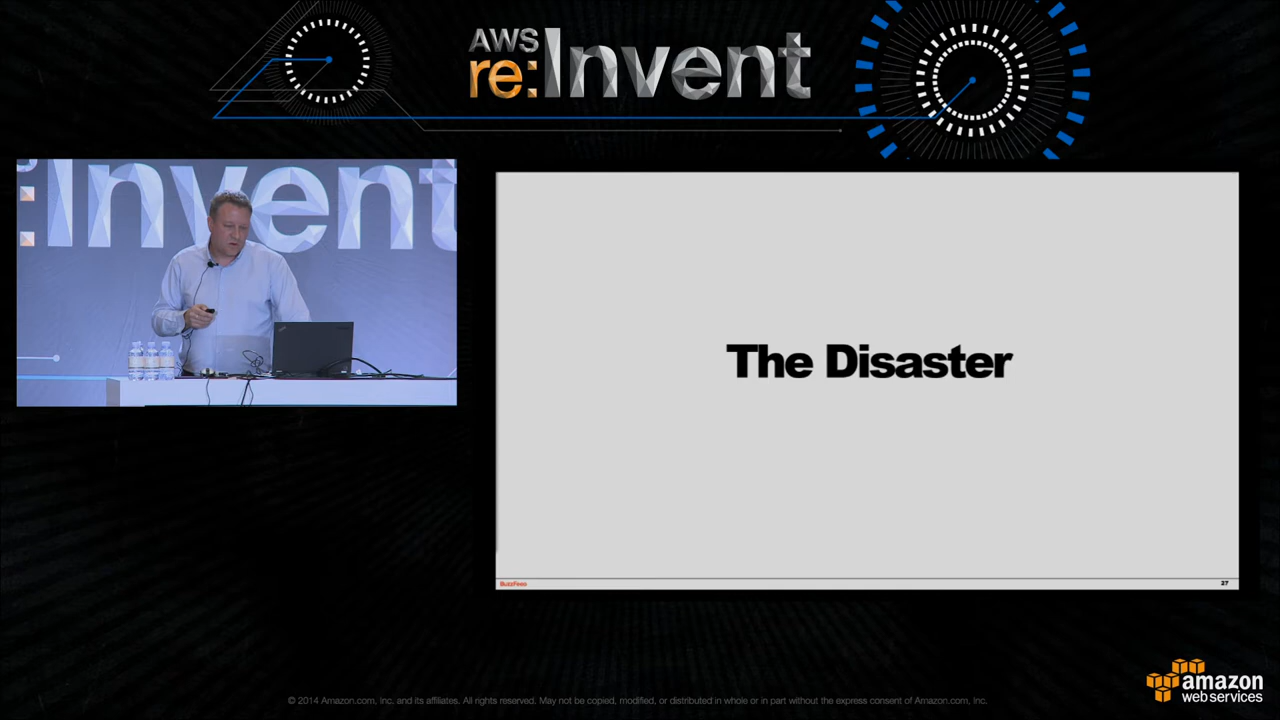 AWS
re:Invent
:Invent
The Disaster
BuzzFeed
27
© 2014 Amazon.com, Inc. and its affiliates. All rights reserved. May not be copied, modified, or distributed in whole or in part without the express consent of Amazon.com, Inc.
amazon
web services